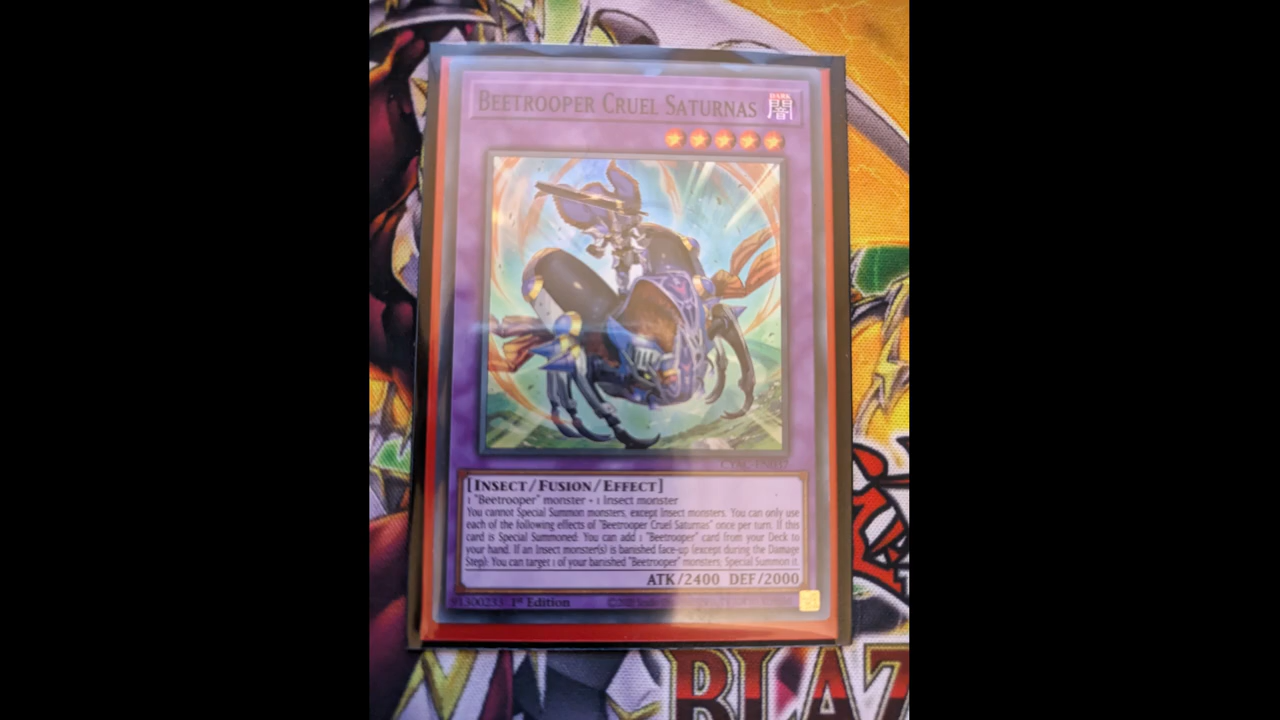 BEETROOPER CRUEL SATURNAS
DARK
闇
[INSECT/FUSION/EFFECT]
1 "Beetrooper" monster + 1 Insect monster
You cannot Special Summon monsters, except Insect monsters. You can only use
each of the following effects of "Beetrooper Cruel Saturnas" once per turn. If this
card is Special Summoned: You can add 1 "Beetrooper" card from your Deck to
your hand. If an Insect monster(s) is banished face-up (except during the Damage
Step): You can target 1 of your banished "Beetrooper" monsters; Special Summon it.
ATK/2400 DEF/2000
1st Edition